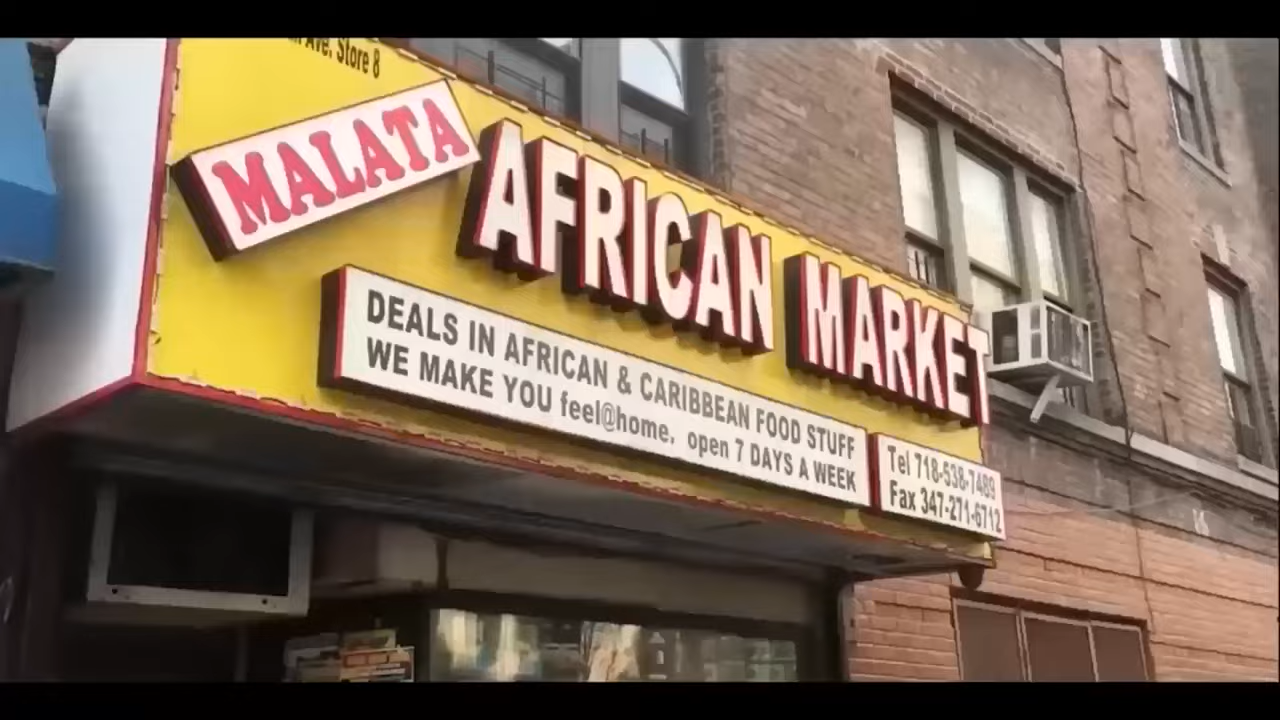 Ave. Store 8
MALATA
AFRICAN MARKET
DEALS IN AFRICAN & CARIBBEAN FOOD STUFF
WE MAKE YOU feel@home, open 7 DAYS A WEEK
Tel 718-538-7489
Fax 347-271-6712